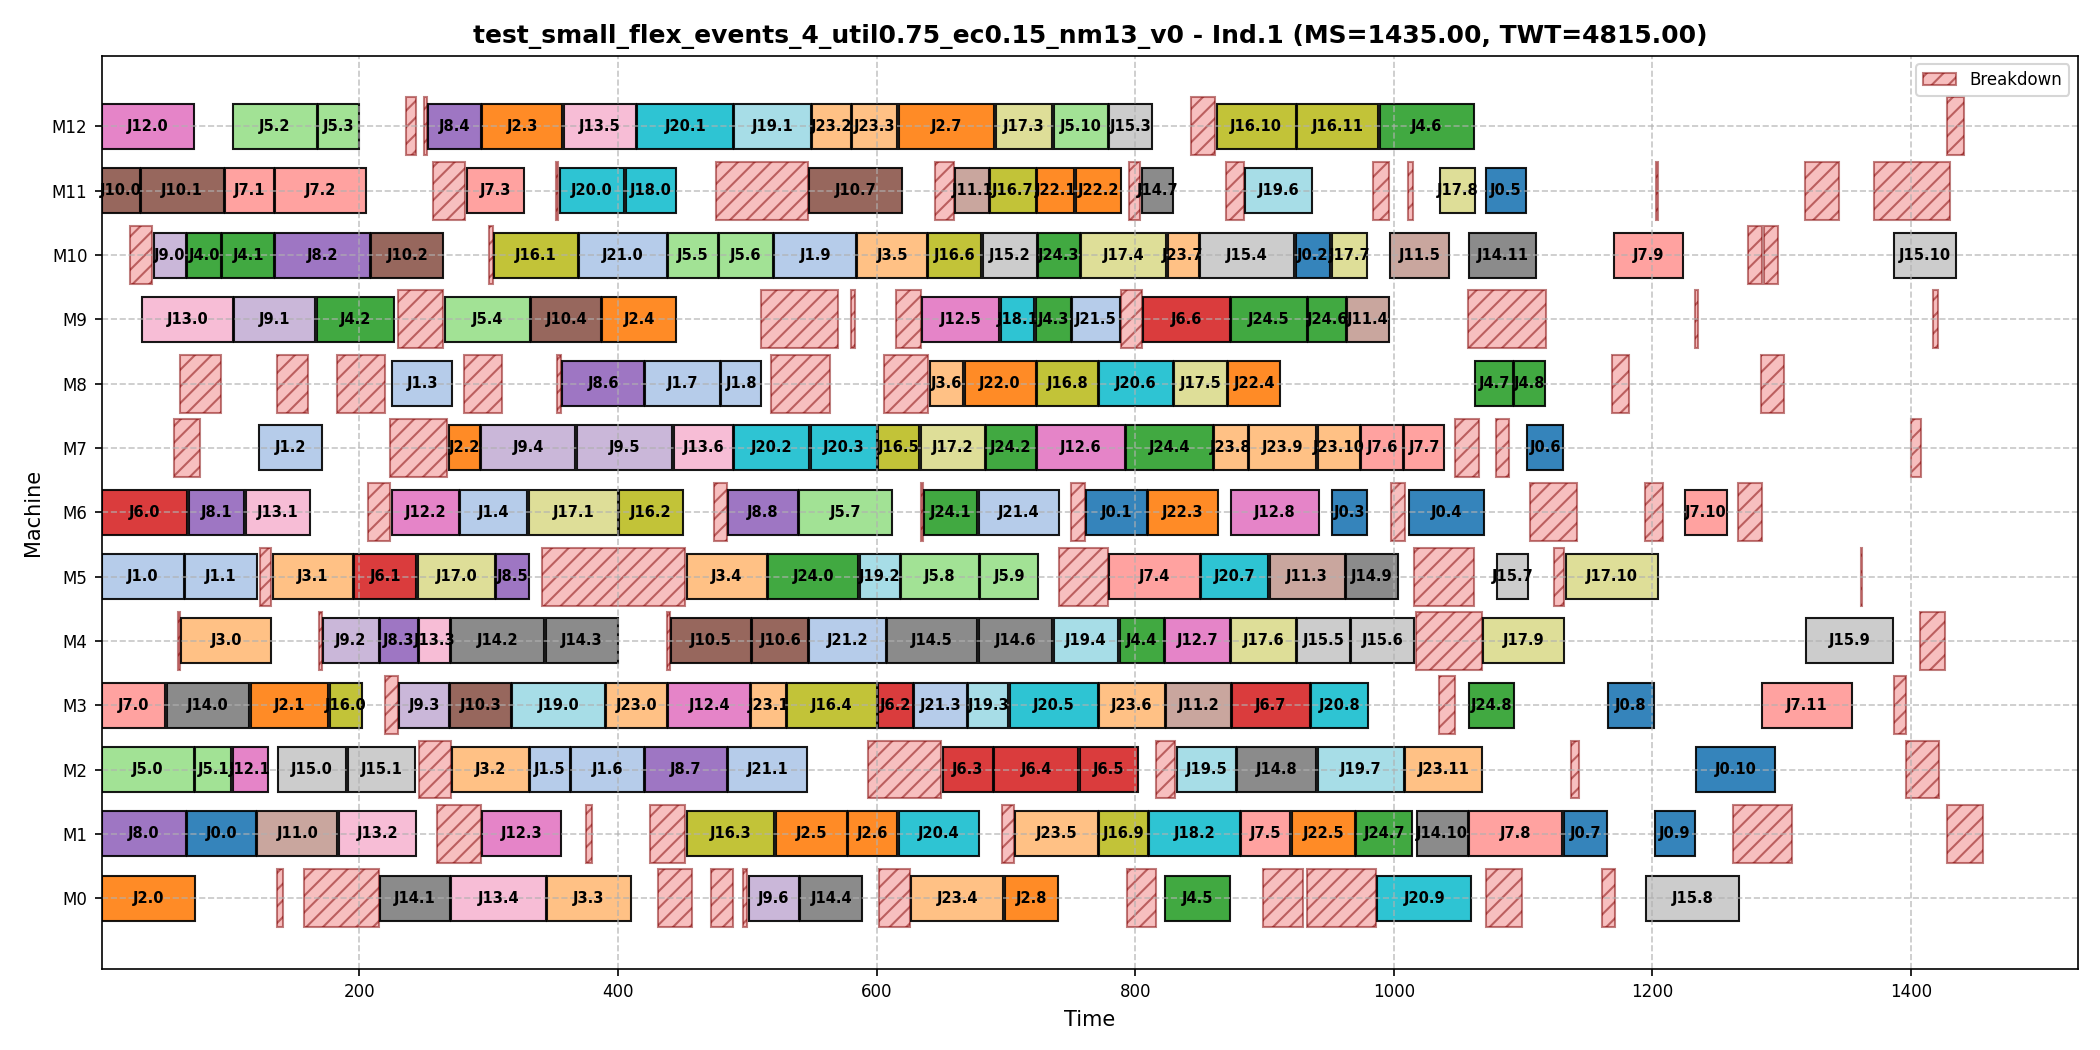 test_small_flex_events_4_util0.75_ec0.15_nm13_v0 - Ind.1 (MS=1435.00, TWT=4815.00)
Breakdown
M12 J12.0 J5.2 J5.3 J8.4 J2.3 J13.5 J20.1 J19.1 J23.2 J23.3 J2.7 J17.3 J5.10 J15.3 J16.10 J16.11 J4.6
M11 J10.0 J10.1 J7.1 J7.2 J7.3 J20.0 J18.0 J10.7 J11.1 J16.7 J22.1 J22.2 J14.7 J19.6 J17.8 J0.5
M10 J9.0 J4.0 J4.1 J8.2 J10.2 J16.1 J21.0 J5.5 J5.6 J1.9 J3.5 J16.6 J15.2 J24.3 J17.4 J23.7 J15.4 J0.2 J17.7 J11.5 J14.11 J7.9 J15.10
M9 J13.0 J9.1 J4.2 J5.4 J10.4 J2.4 J12.5 J18.1 J4.3 J21.5 J6.6 J24.5 J24.6 J11.4
M8 J1.3 J8.6 J1.7 J1.8 J3.6 J22.0 J16.8 J20.6 J17.5 J22.4 J4.7 J4.8
M7 J1.2 J2.2 J9.4 J9.5 J13.6 J20.2 J20.3 J16.5 J17.2 J24.2 J12.6 J24.4 J23.8 J23.9 J23.10 J7.6 J7.7 J0.6
M6 J6.0 J8.1 J13.1 J12.2 J1.4 J17.1 J16.2 J8.8 J5.7 J24.1 J21.4 J0.1 J22.3 J12.8 J0.3 J0.4 J7.10
M5 J1.0 J1.1 J3.1 J6.1 J17.0 J8.5 J3.4 J24.0 J19.2 J5.8 J5.9 J7.4 J20.7 J11.3 J14.9 J15.7 J17.10
M4 J3.0 J9.2 J8.3 J13.3 J14.2 J14.3 J10.5 J10.6 J21.2 J14.5 J14.6 J19.4 J4.4 J12.7 J17.6 J15.5 J15.6 J17.9 J15.9
M3 J7.0 J14.0 J2.1 J16.0 J9.3 J10.3 J19.0 J23.0 J12.4 J23.1 J16.4 J6.2 J21.3 J19.3 J20.5 J23.6 J11.2 J6.7 J20.8 J24.8 J0.8 J7.11
M2 J5.0 J5.1 J12.1 J15.0 J15.1 J3.2 J1.5 J1.6 J8.7 J21.1 J6.3 J6.4 J6.5 J19.5 J14.8 J19.7 J23.11 J0.10
M1 J8.0 J0.0 J11.0 J13.2 J12.3 J16.3 J2.5 J2.6 J20.4 J23.5 J16.9 J18.2 J7.5 J22.5 J24.7 J14.10 J7.8 J0.7 J0.9
M0 J2.0 J14.1 J13.4 J3.3 J9.6 J14.4 J23.4 J2.8 J4.5 J20.9 J15.8
200 400 600 800 1000 1200 1400
Time
Machine